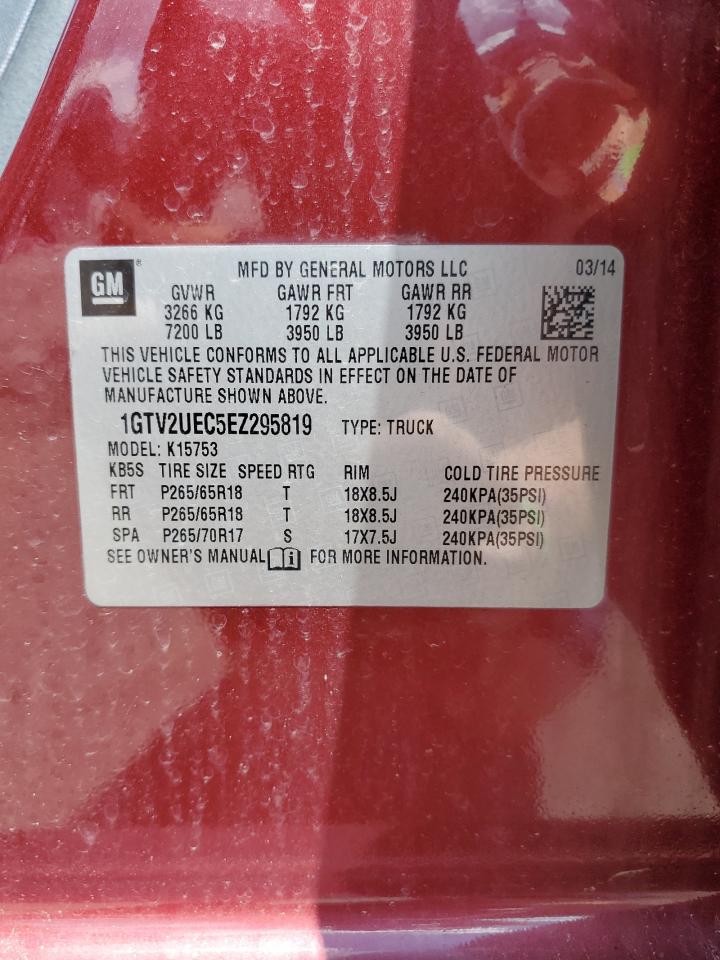 GM ® MFD BY GENERAL MOTORS LLC 03/14
GVWR GAWR FRT GAWR RR
3266 KG 1792 KG 1792 KG
7200 LB 3950 LB 3950 LB
THIS VEHICLE CONFORMS TO ALL APPLICABLE U.S. FEDERAL MOTOR
VEHICLE SAFETY STANDARDS IN EFFECT ON THE DATE OF
MANUFACTURE SHOWN ABOVE.
1GTV2UEC5EZ295819 TYPE: TRUCK
MODEL: K15753
KB5S TIRE SIZE SPEED RTG RIM COLD TIRE PRESSURE
FRT P265/65R18 T 18X8.5J 240KPA(35PSI)
RR P265/65R18 T 18X8.5J 240KPA(35PSI)
SPA P265/70R17 S 17X7.5J 240KPA(35PSI)
SEE OWNER'S MANUAL i FOR MORE INFORMATION.